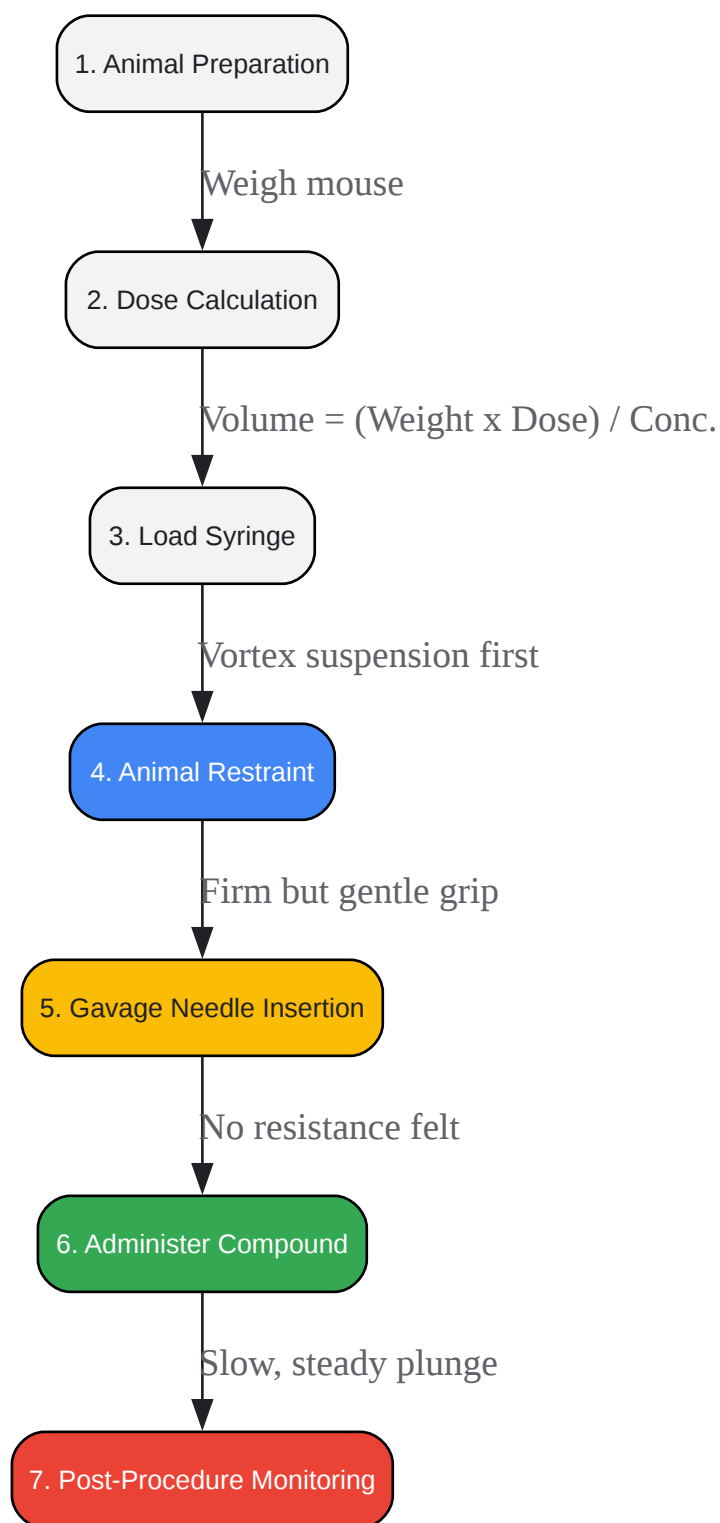 1. Animal Preparation
Weigh mouse
2. Dose Calculation
Volume = (Weight x Dose) / Conc.
3. Load Syringe
Vortex suspension first
4. Animal Restraint
Firm but gentle grip
5. Gavage Needle Insertion
No resistance felt
6. Administer Compound
Slow, steady plunge
7. Post-Procedure Monitoring